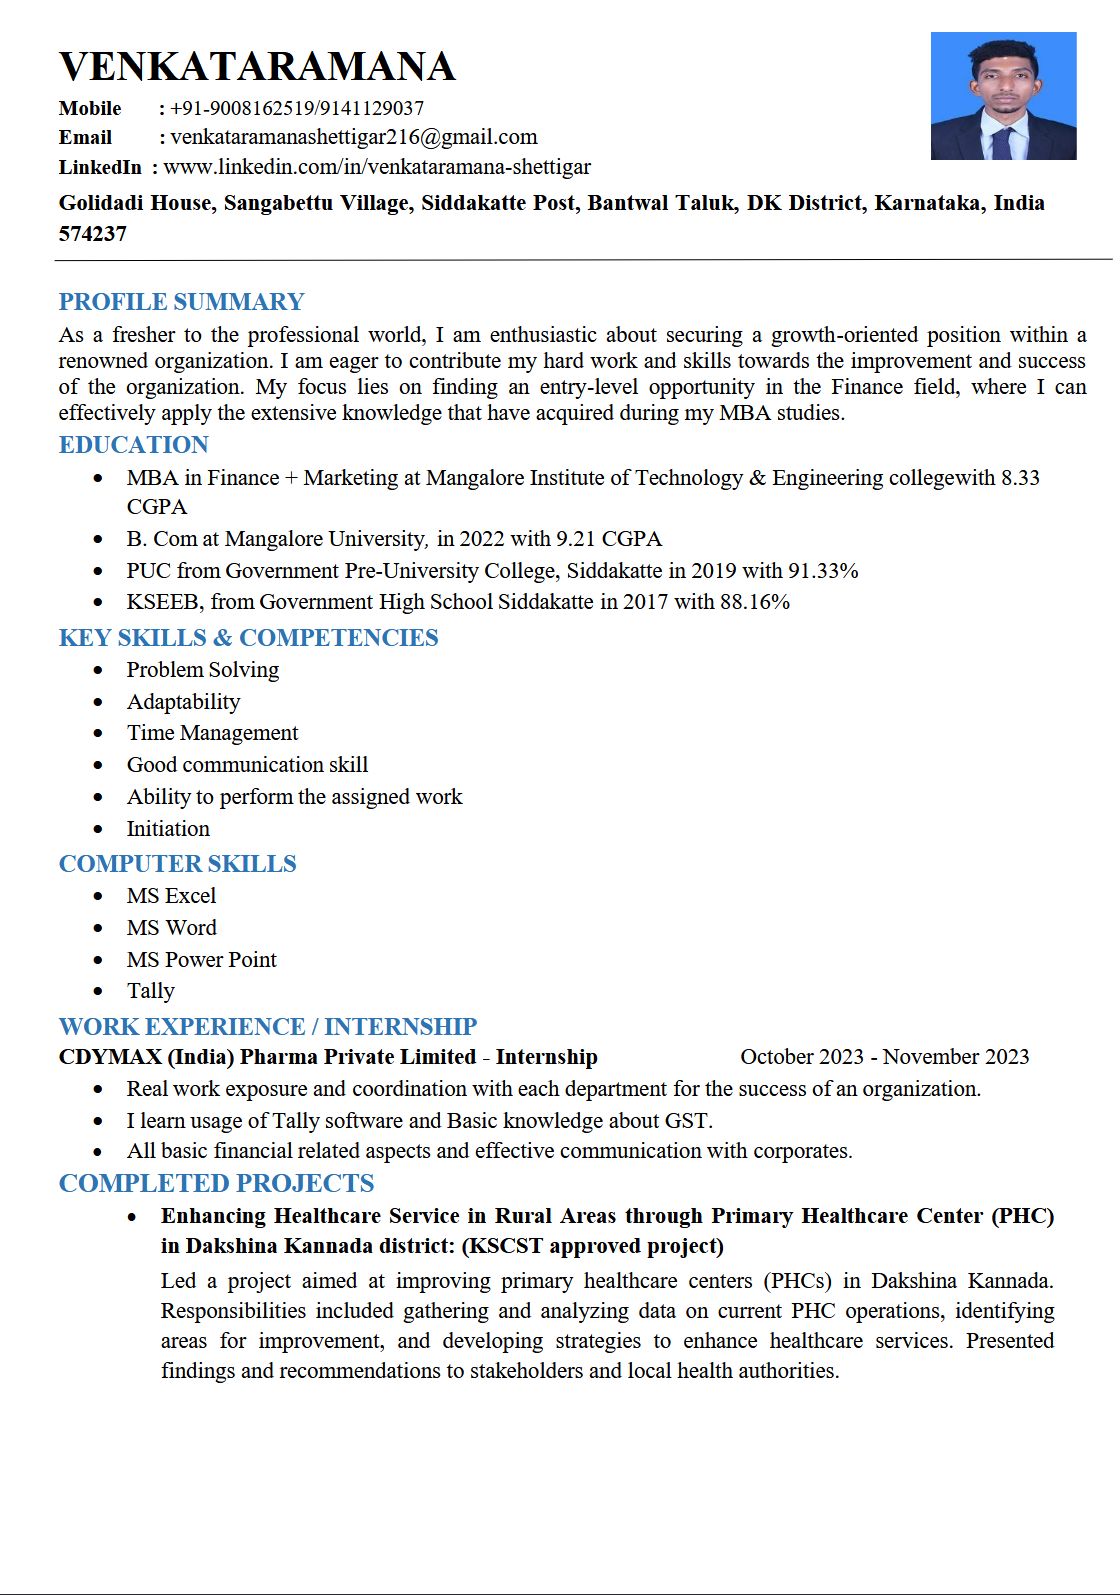 VENKATARAMANA
Mobile : +91-9008162519/9141129037
Email : venkataramanashettigar216@gmail.com
LinkedIn : www.linkedin.com/in/venkataramana-shettigar
Golidadi House, Sangabettu Village, Siddakatte Post, Bantwal Taluk, DK District, Karnataka, India
574237
PROFILE SUMMARY
As a fresher to the professional world, I am enthusiastic about securing a growth-oriented position within a
renowned organization. I am eager to contribute my hard work and skills towards the improvement and success
of the organization. My focus lies on finding an entry-level opportunity in the Finance field, where I can
effectively apply the extensive knowledge that have acquired during my MBA studies.
EDUCATION
• MBA in Finance + Marketing at Mangalore Institute of Technology & Engineering collegewith 8.33
CGPA
• B. Com at Mangalore University, in 2022 with 9.21 CGPA
• PUC from Government Pre-University College, Siddakatte in 2019 with 91.33%
• KSEEB, from Government High School Siddakatte in 2017 with 88.16%
KEY SKILLS & COMPETENCIES
• Problem Solving
• Adaptability
• Time Management
• Good communication skill
• Ability to perform the assigned work
• Initiation
COMPUTER SKILLS
• MS Excel
• MS Word
• MS Power Point
• Tally
WORK EXPERIENCE / INTERNSHIP
CDYMAX (India) Pharma Private Limited - Internship October 2023 - November 2023
• Real work exposure and coordination with each department for the success of an organization.
• I learn usage of Tally software and Basic knowledge about GST.
• All basic financial related aspects and effective communication with corporates.
COMPLETED PROJECTS
• Enhancing Healthcare Service in Rural Areas through Primary Healthcare Center (PHC)
in Dakshina Kannada district: (KSCST approved project)
Led a project aimed at improving primary healthcare centers (PHCs) in Dakshina Kannada.
Responsibilities included gathering and analyzing data on current PHC operations, identifying
areas for improvement, and developing strategies to enhance healthcare services. Presented
findings and recommendations to stakeholders and local health authorities.